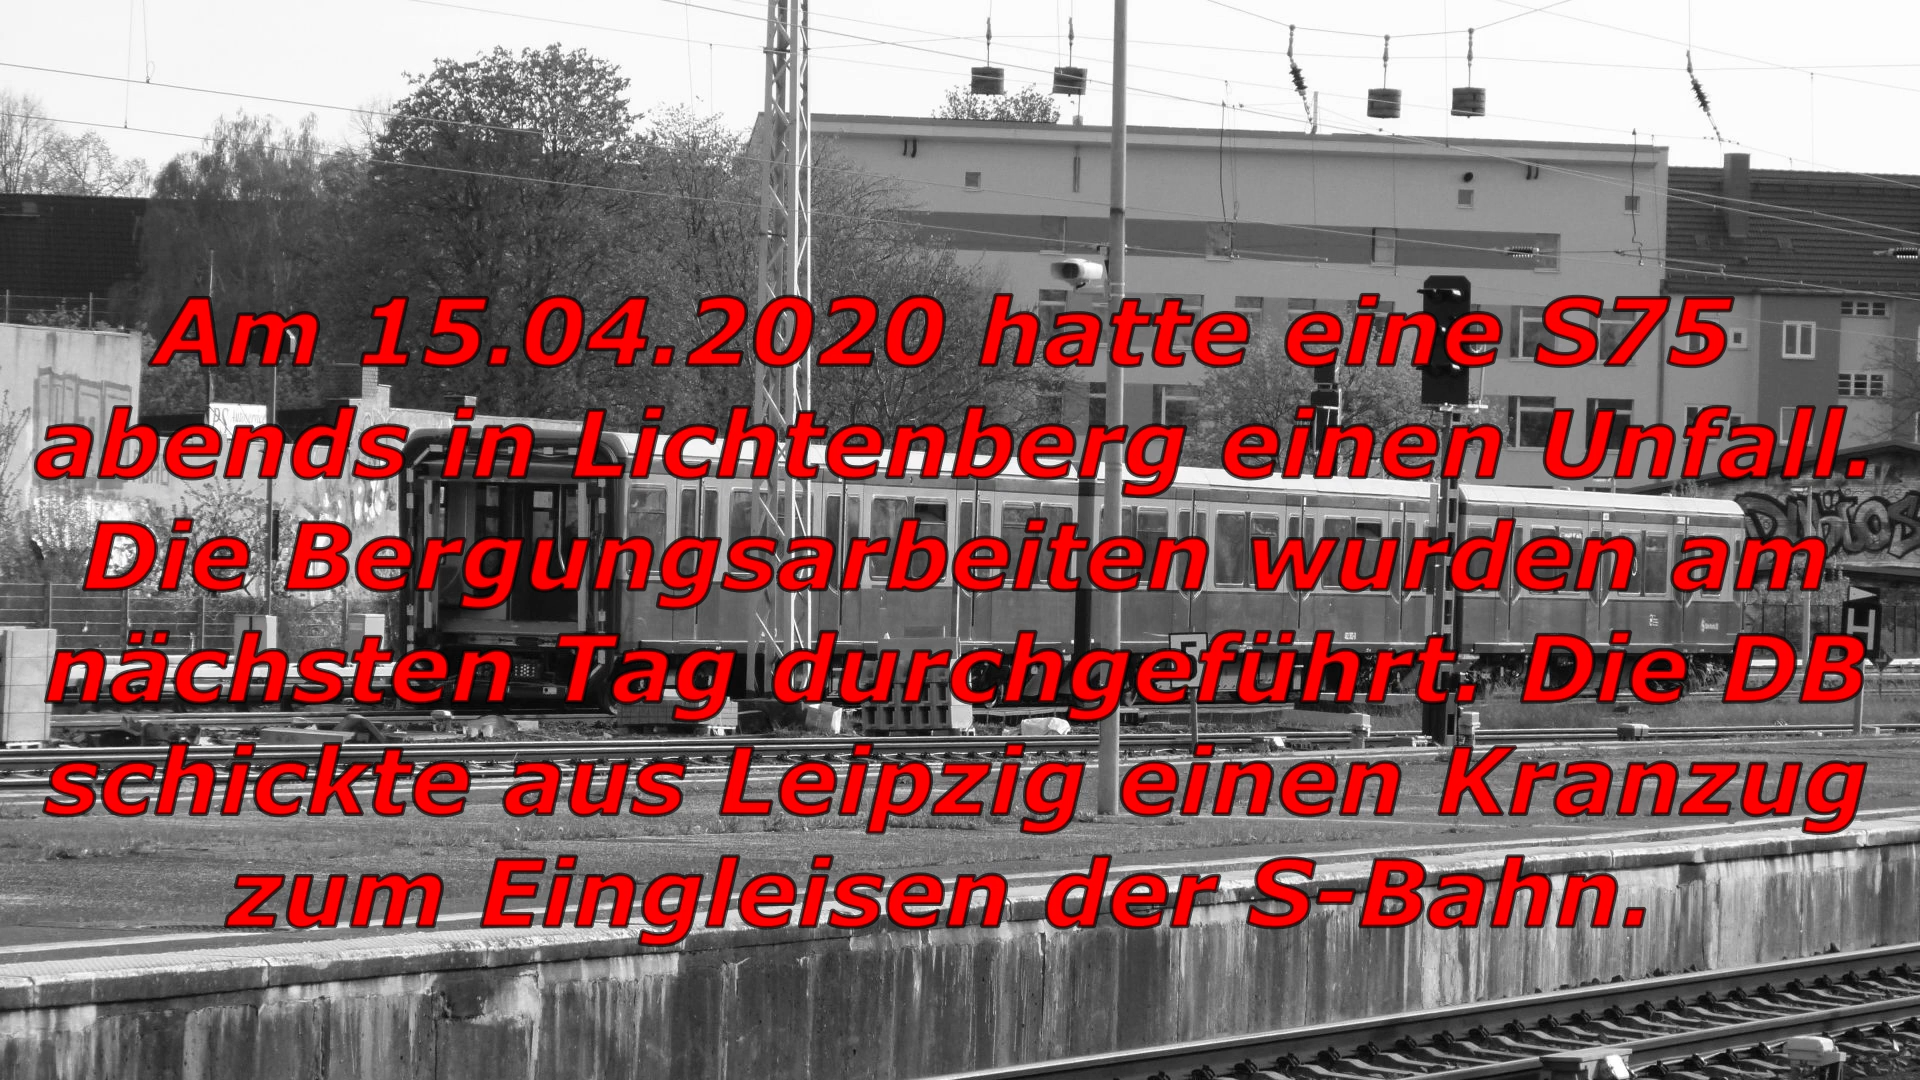 Am 15.04.2020 hatte eine S75
abends in Lichtenberg einen Unfall.
Die Bergungsarbeiten wurden am
nächsten Tag durchgeführt. Die DB
schickte aus Leipzig einen Kranzug
zum Eingleisen der S-Bahn.
H